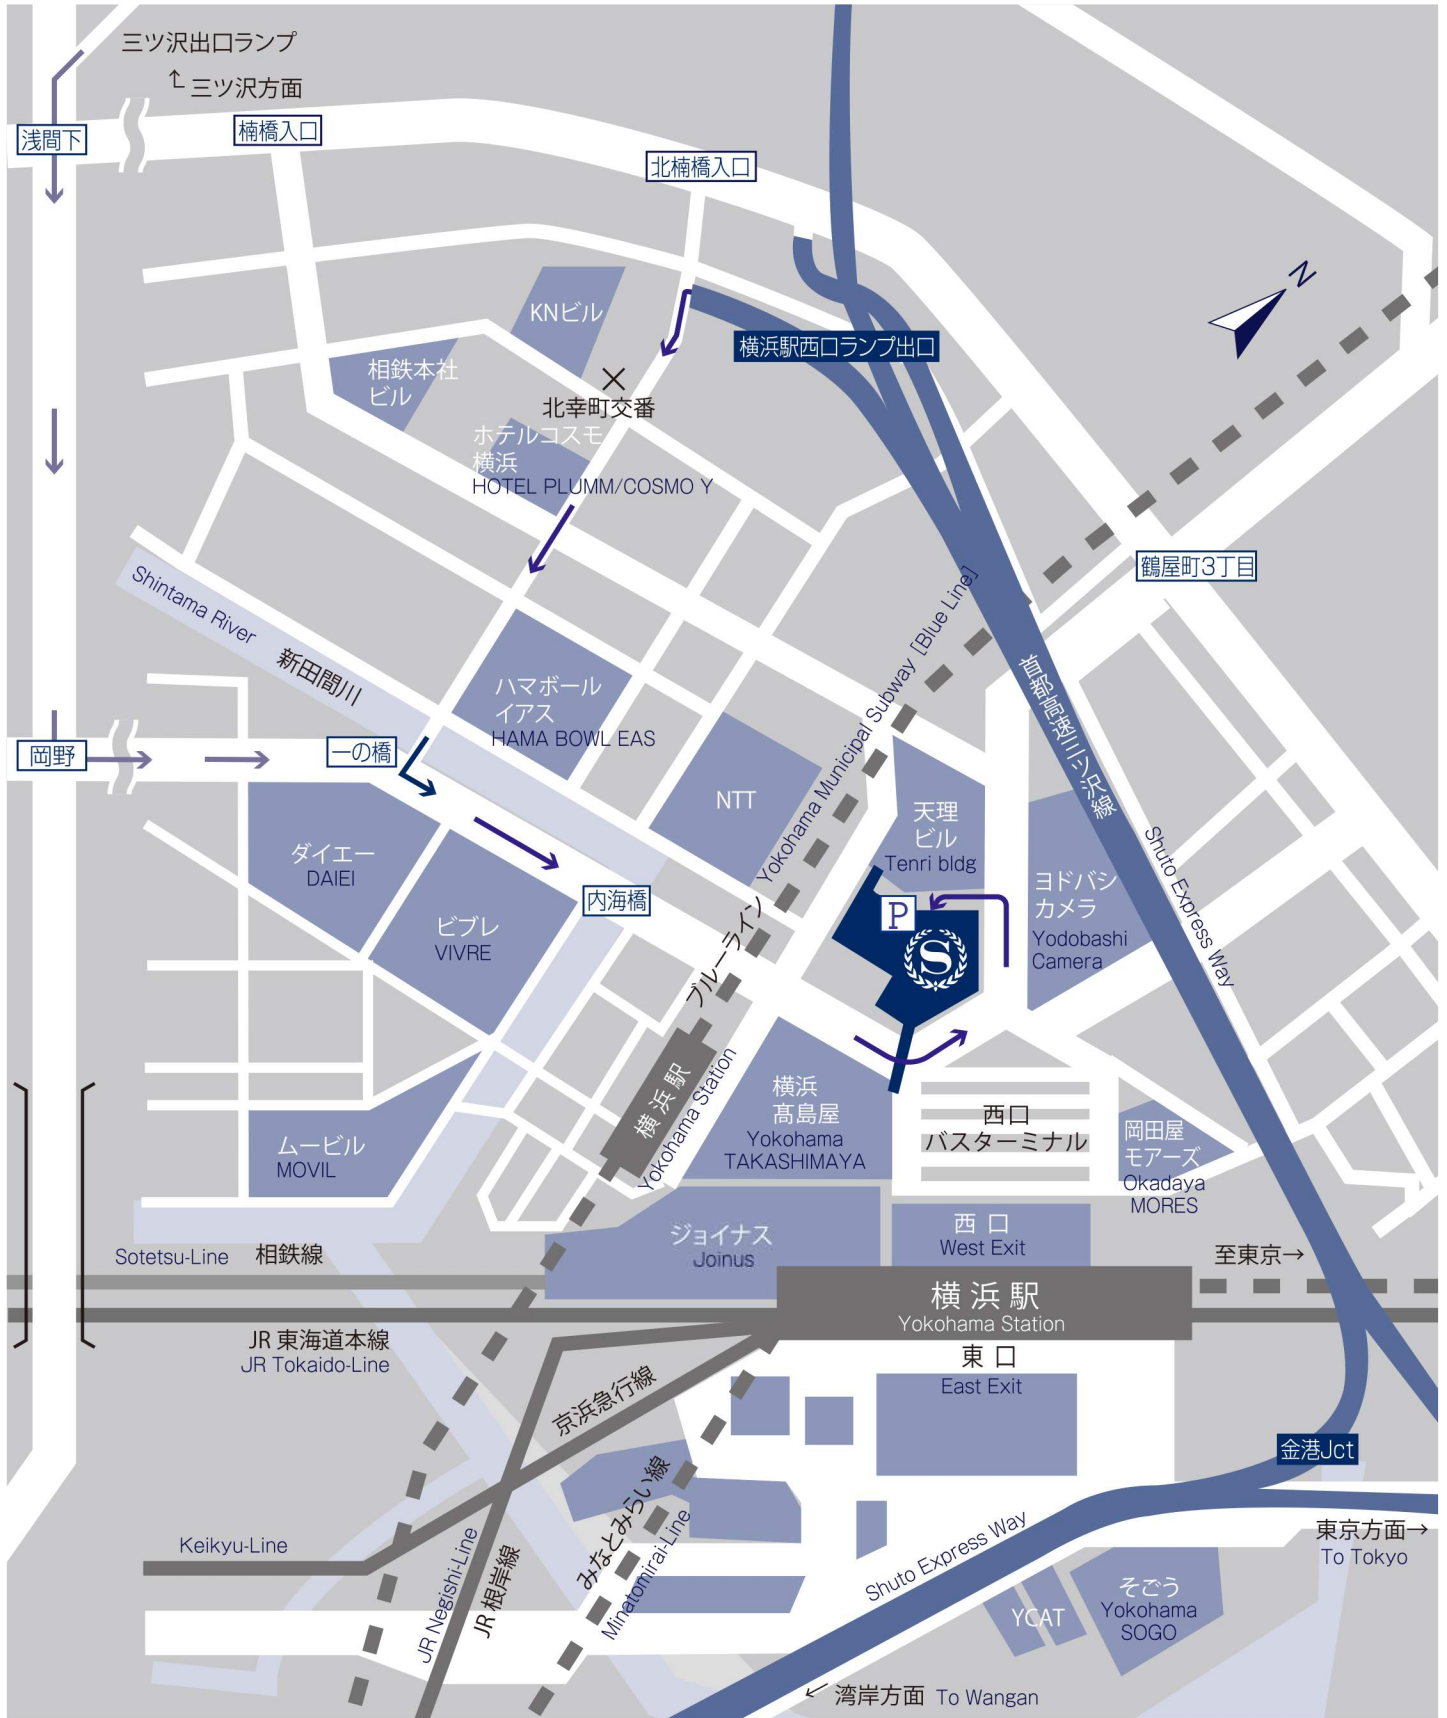 三ツ沢出口ランプ
三ツ沢方面
浅間下
楠橋入口
北楠橋入口
N
KNビル
横浜駅西口ランプ出口
相鉄本社
ビル
北幸町交番
ホテルコスモ
横浜
HOTEL PLUMM/COSMO Y
鶴屋町3丁目
Shintama River
新田間川
Yokohama Municipal Subway [Blue Line]
ブルーライン
首都高速三ツ沢線
Shuto Express Way
ハマボール
イアス
HAMA BOWL EAS
岡野
一の橋
NTT
天理
ビル
Tenri bldg
ダイエー
DAIEI
ビブレ
VIVRE
内海橋
P
S
ヨドバシ
カメラ
Yodobashi
Camera
横浜駅
Yokohama Station
横浜
髙島屋
Yokohama
TAKASHIMAYA
西口
バスターミナル
岡田屋
モアーズ
Okadaya
MORES
ムービル
MOVIL
ジョイナス
Joinus
西口
West Exit
至東京→
Sotetsu-Line 相鉄線
横浜駅
Yokohama Station
JR 東海道本線
JR Tokaido-Line
東口
East Exit
京浜急行線
Keikyu-Line
JR Negishi-Line
JR 根岸線
みなとみらい線
Minatomirai-Line
金港Jct
Shuto Express Way
東京方面→
To Tokyo
YCAT
そごう
Yokohama
SOGO
← 湾岸方面 To Wangan